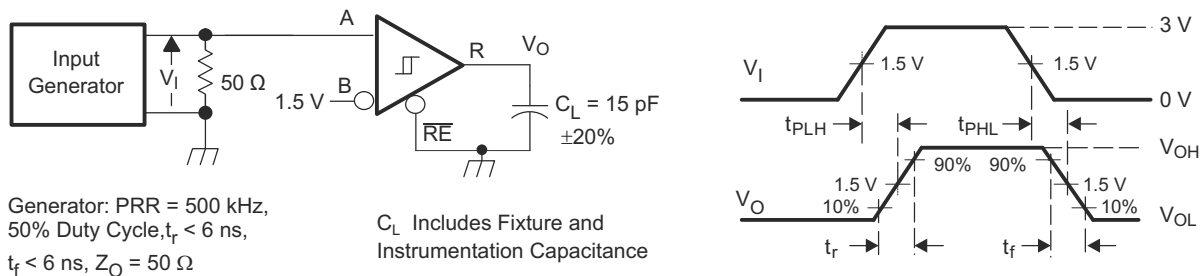 Input
Generator
V_I
50 Ω
A
B
1.5 V
R
V_O
R̅E̅
C_L = 15 pF
±20%
Generator: PRR = 500 kHz,
50% Duty Cycle,t_r < 6 ns,
t_f < 6 ns, Z_O = 50 Ω
C_L Includes Fixture and
Instrumentation Capacitance
V_I
1.5 V
1.5 V
3 V
0 V
t_PLH
t_PHL
V_OH
90%
90%
1.5 V
1.5 V
V_O
10%
10%
V_OL
t_r
t_f